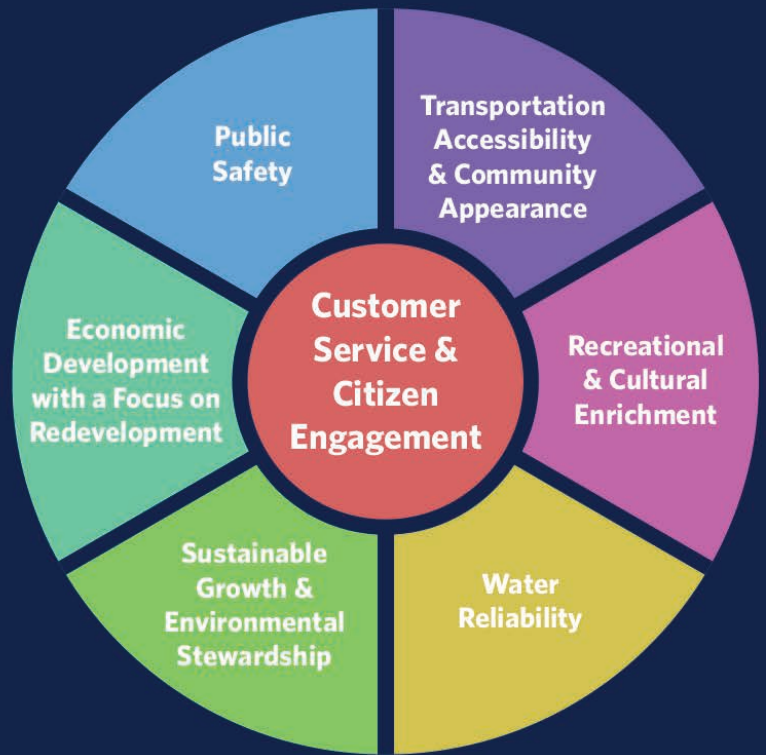 Public
Safety
Transportation
Accessibility
& Community
Appearance
Economic
Development
with a Focus on
Redevelopment
Customer
Service &
Citizen
Engagement
Recreational
& Cultural
Enrichment
Sustainable
Growth &
Environmental
Stewardship
Water
Reliability